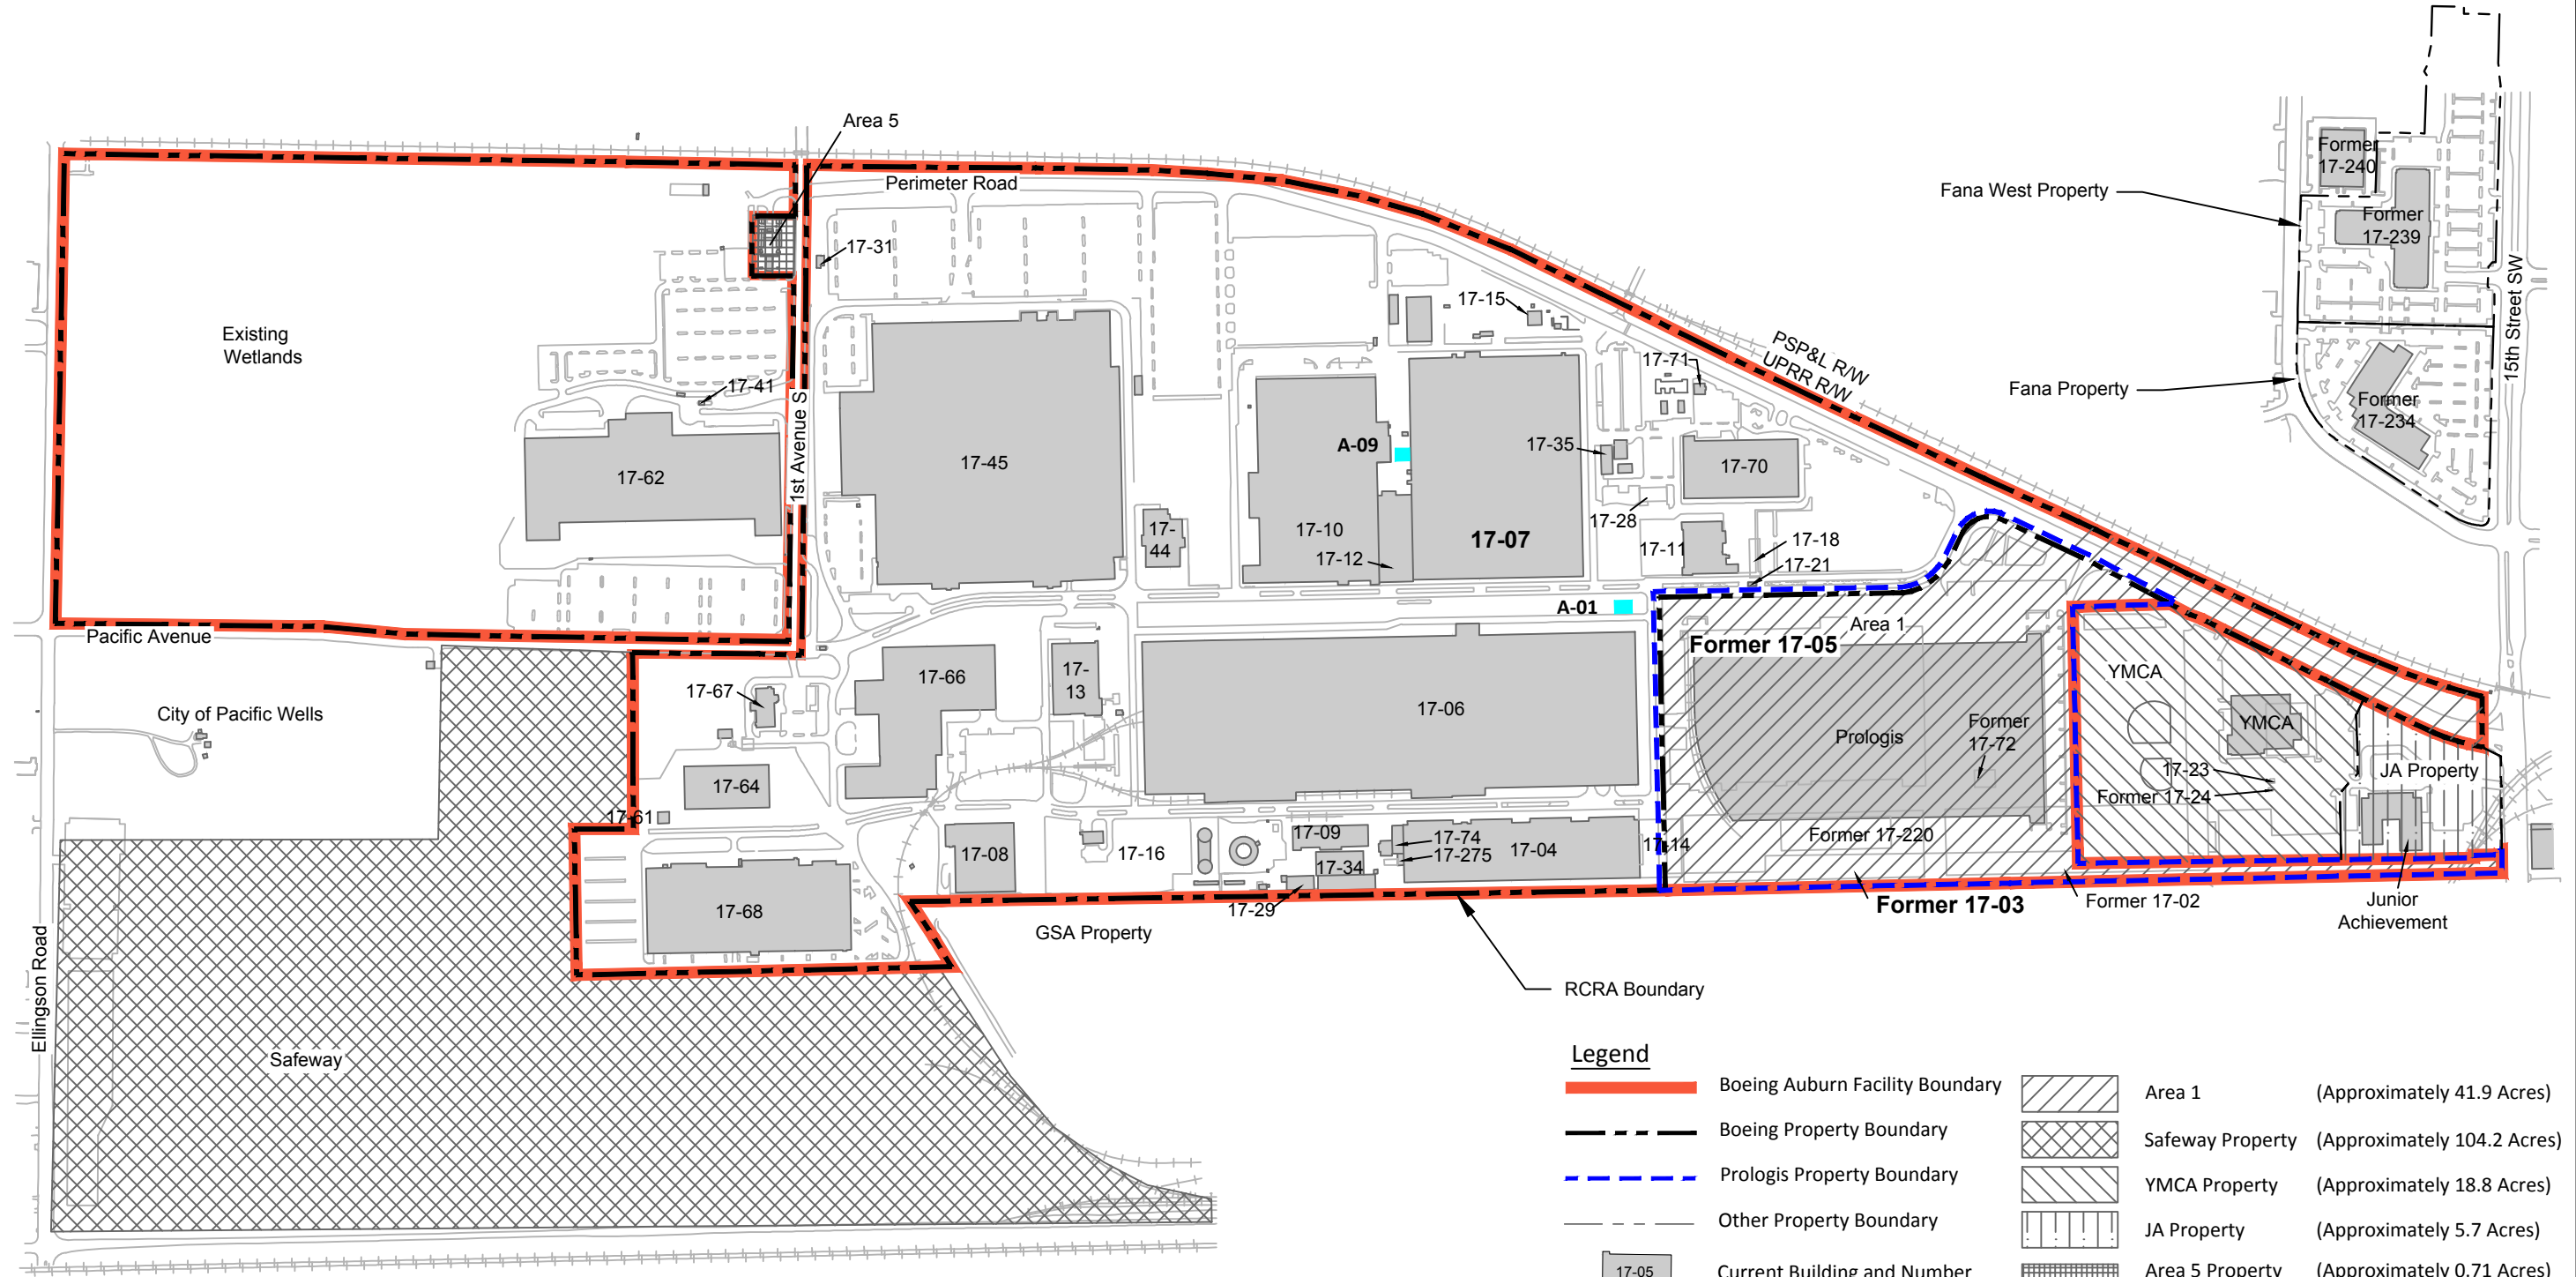 Area 5
Perimeter Road
17-31
Existing
Wetlands
17-41
1st Avenue S
17-62
17-45
Pacific Avenue
City of Pacific Wells
Ellingson Road
Safeway
17-67
17-64
17-61
17-68
17-66
17-
13
17-
44
17-10
17-12
A-09
17-07
17-15
17-71
17-35
17-70
17-28
17-11
17-18
17-21
A-01
PSP&L R/W
UPRR R/W
Fana West Property
Fana Property
Former
17-240
Former
17-239
Former
17-234
15th Street SW
Area 1
Former 17-05
Prologis
Former
17-72
Former 17-220
YMCA
YMCA
17-23
Former 17-24
JA Property
17-06
17-08
17-16
17-09
17-34
17-29
17-74
17-275
17-04
17-14
GSA Property
Former 17-03
Former 17-02
Junior
Achievement
RCRA Boundary
Legend
Boeing Auburn Facility Boundary
Boeing Property Boundary
Prologis Property Boundary
Other Property Boundary
17-05
Current Building and Number
Area 1 (Approximately 41.9 Acres)
Safeway Property (Approximately 104.2 Acres)
YMCA Property (Approximately 18.8 Acres)
JA Property (Approximately 5.7 Acres)
Area 5 Property (Approximately 0.71 Acres)